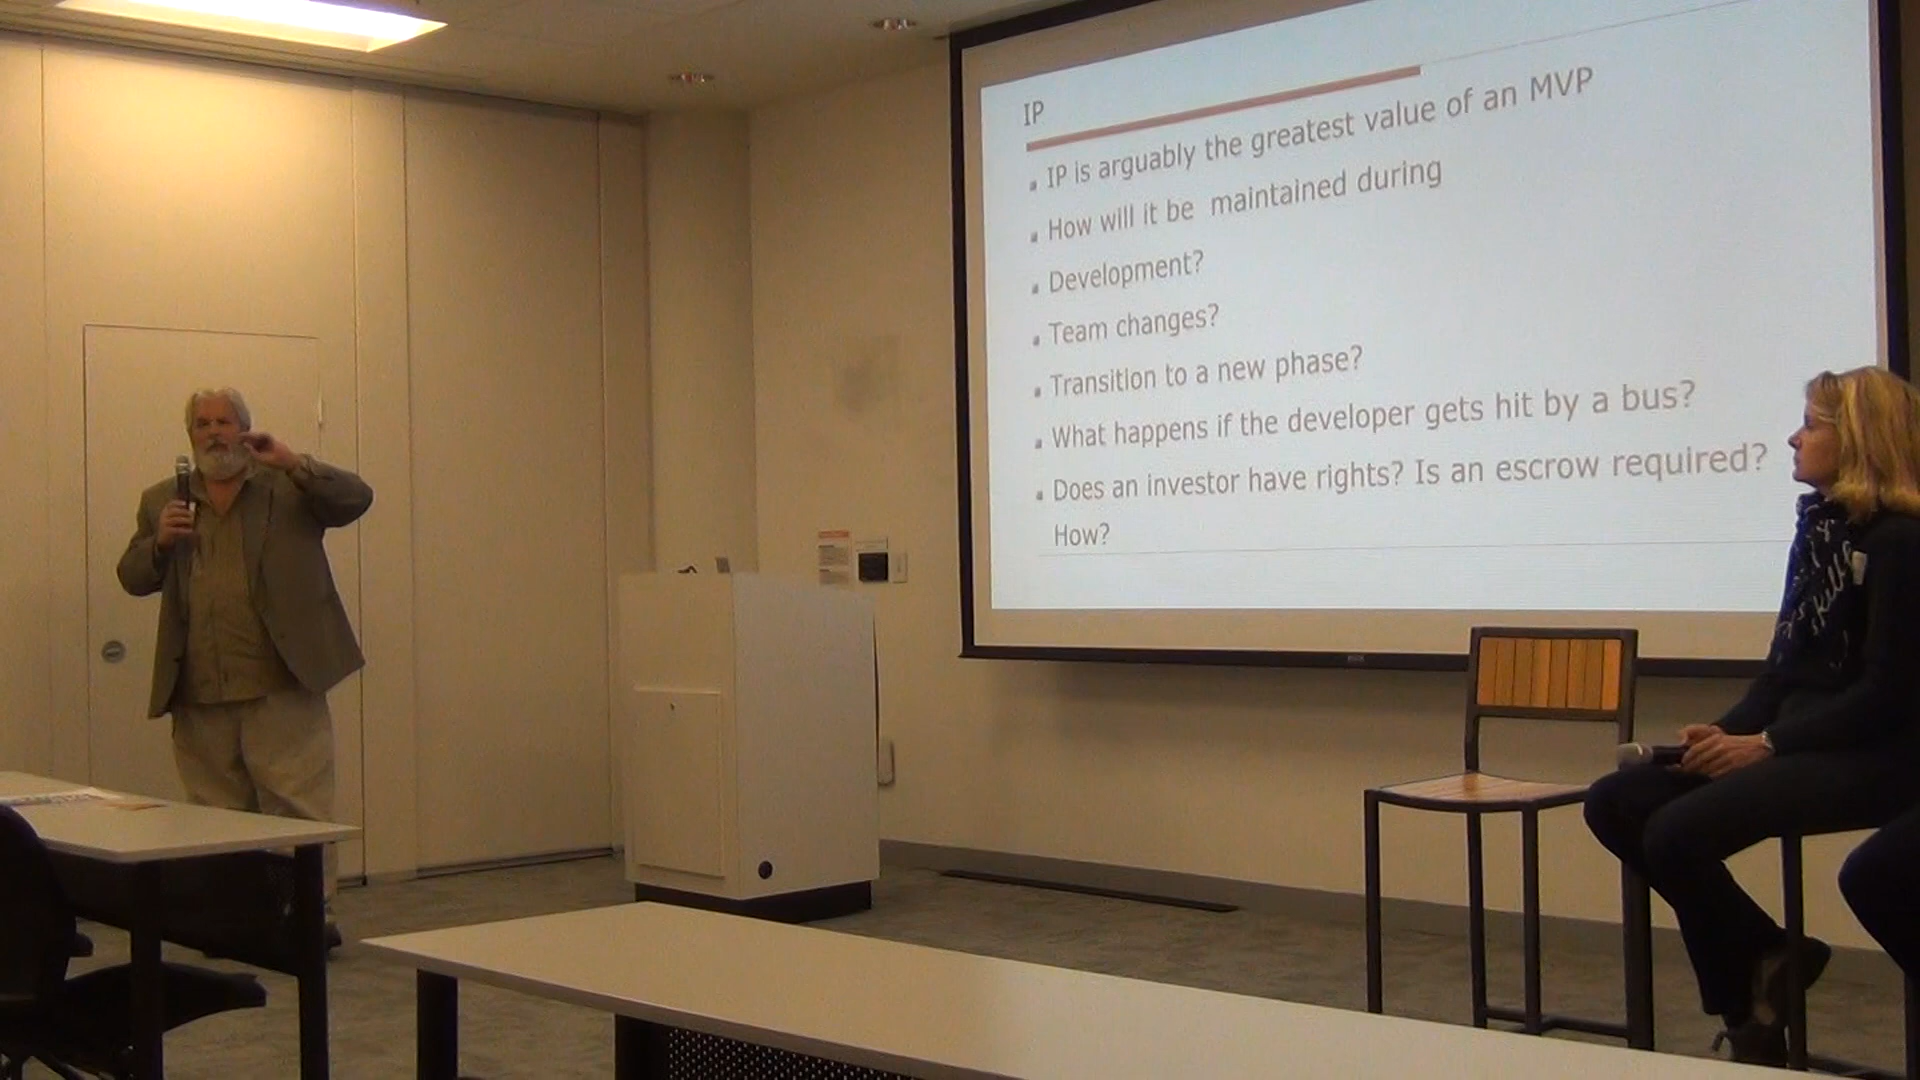 IP
IP is arguably the greatest value of an MVP
How will it be maintained during
Development?
Team changes?
Transition to a new phase?
What happens if the developer gets hit by a bus?
Does an investor have rights? Is an escrow required?
How?